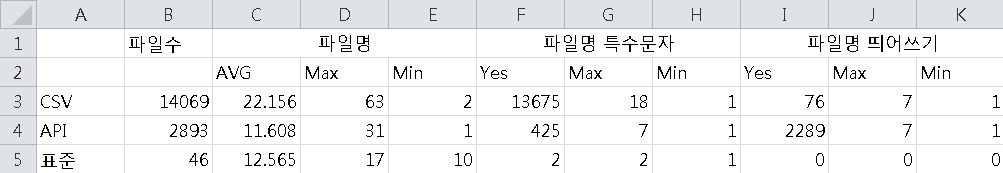 A B C D E F G H I J K
1 파일수 파일명 파일명 특수문자 파일명 띄어쓰기
2 AVG Max Min Yes Max Min Yes Max Min
3 CSV 14069 22.156 63 2 13675 18 1 76 7 1
4 API 2893 11.608 31 1 425 7 1 2289 7 1
5 표준 46 12.565 17 10 2 2 1 0 0 0